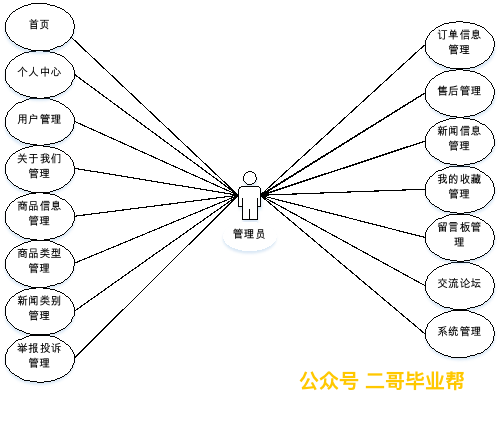 首页
个人中心
用户管理
关于我们
管理
商品信息
管理
商品类型
管理
新闻类别
管理
举报投诉
管理
管理员
订单信息
管理
售后管理
新闻信息
管理
我的收藏
管理
留言板管
理
交流论坛
系统管理
公众号 二哥毕业帮